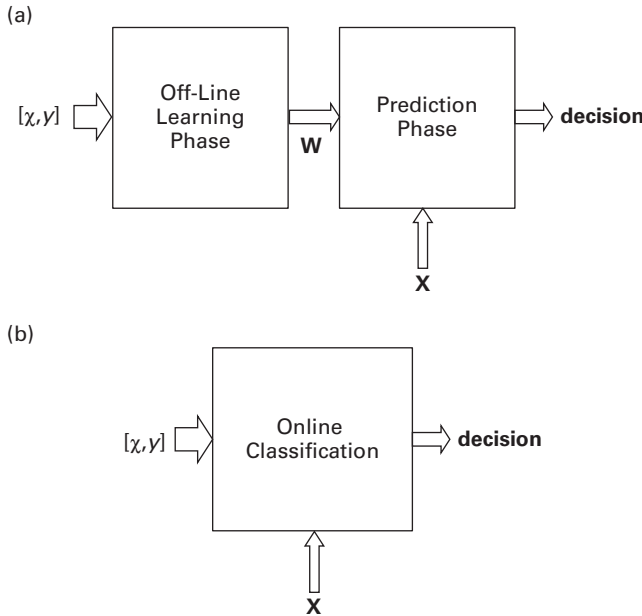 (a)
[χ,y]
Off-Line
Learning
Phase
W
Prediction
Phase
decision
X
(b)
[χ,y]
Online
Classification
decision
X